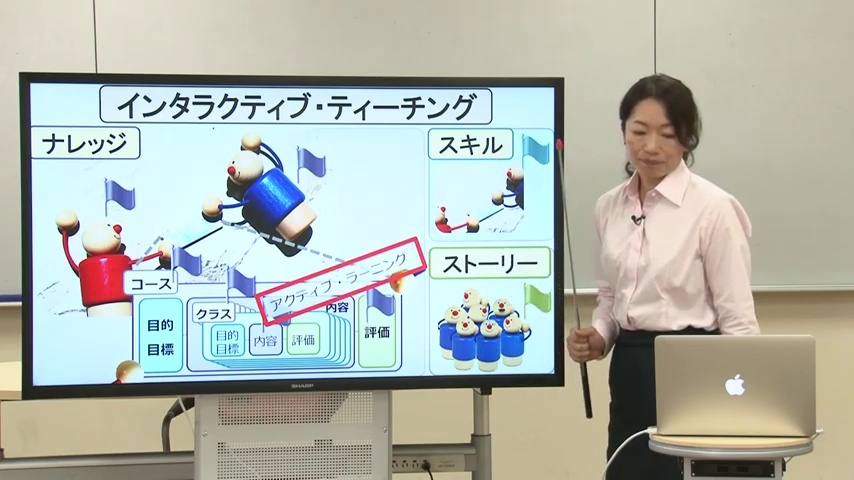 インタラクティブ・ティーチング
ナレッジ
スキル
ストーリー
コース
アクティブ・ラーニング
目的
目標
クラス
内容
目的
目標
内容
評価
評価
SHARP